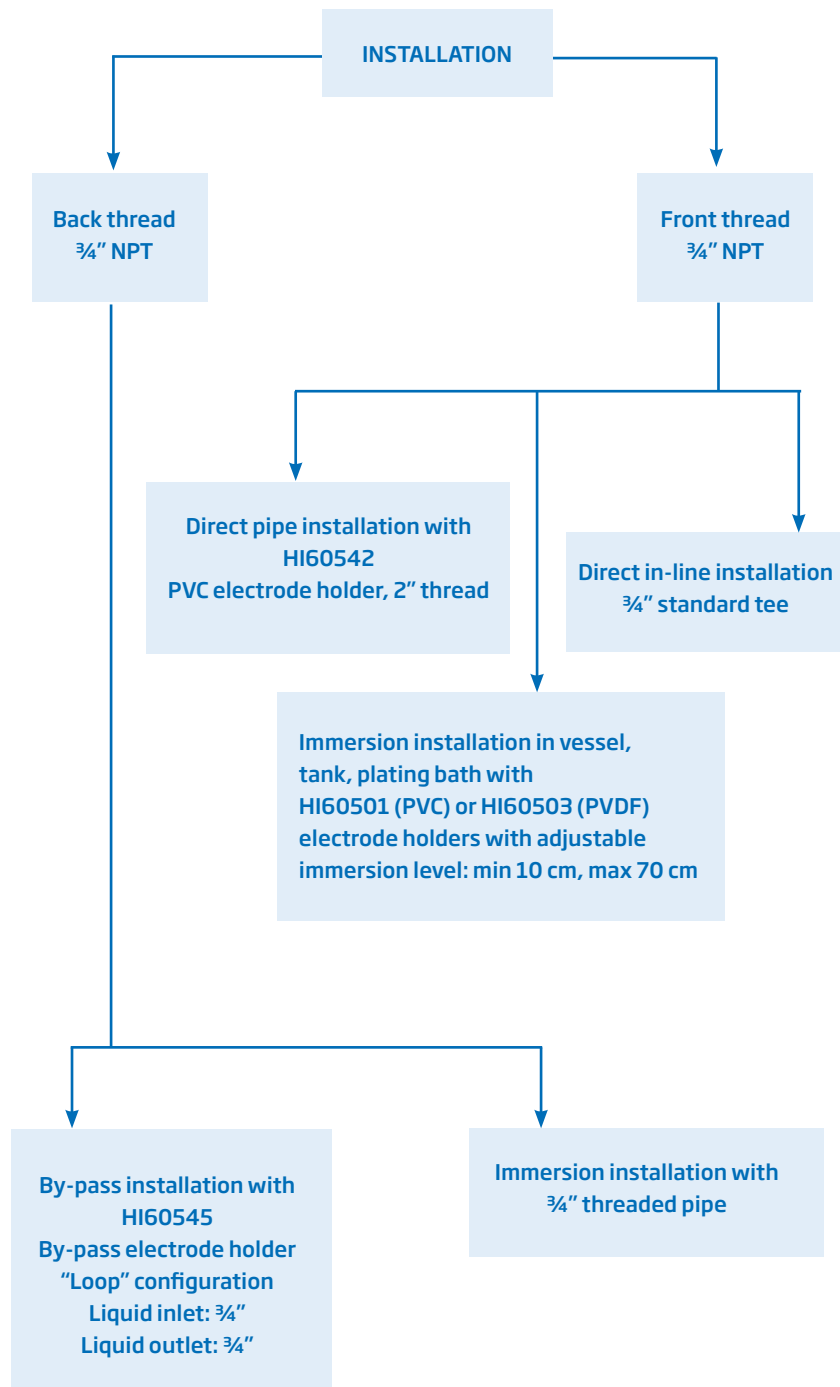 INSTALLATION
Back thread
¾” NPT
Front thread
¾” NPT
Direct pipe installation with
HI60542
PVC electrode holder, 2” thread
Direct in-line installation
¾” standard tee
Immersion installation in vessel,
tank, plating bath with
HI60501 (PVC) or HI60503 (PVDF)
electrode holders with adjustable
immersion level: min 10 cm, max 70 cm
By-pass installation with
HI60545
By-pass electrode holder
“Loop” configuration
Liquid inlet: ¾”
Liquid outlet: ¾”
Immersion installation with
¾” threaded pipe